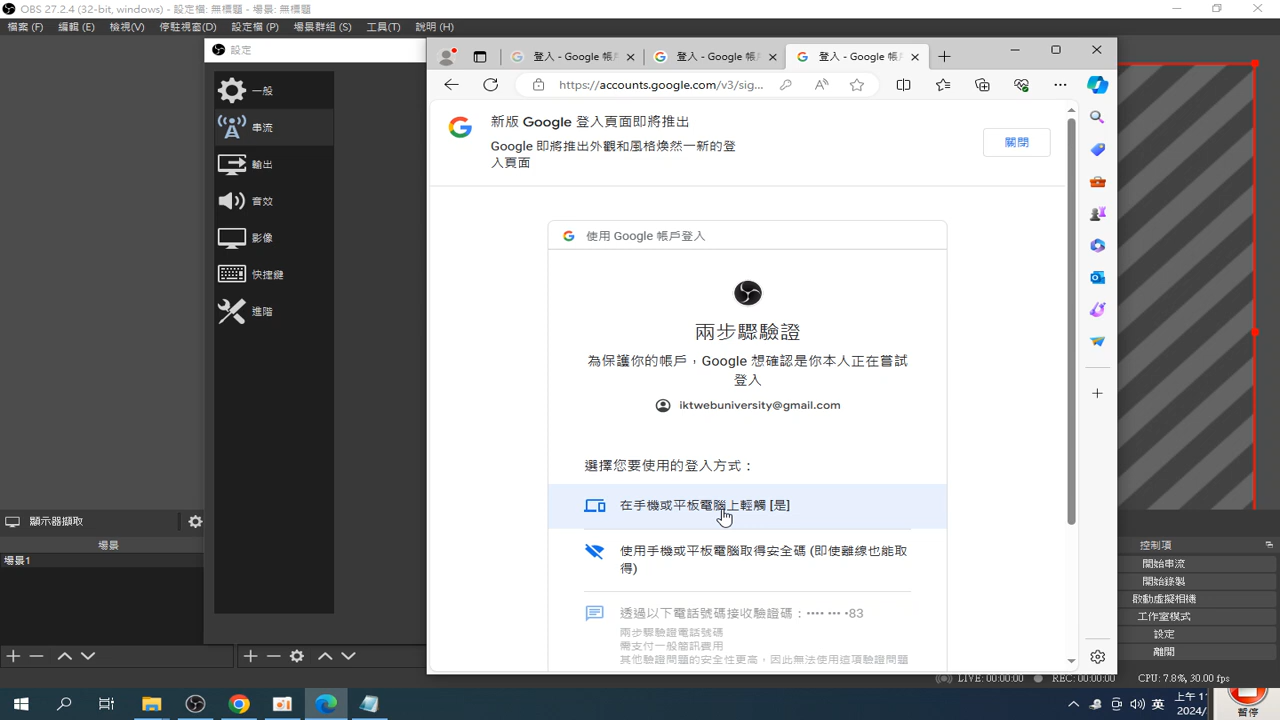 OBS 27.2.4 (32-bit, windows) - 設定檔: 無標題 - 場景: 無標題
檔案 (F) 編輯 (E) 檢視(V) 停駐視窗(D) 設定檔 (P) 場景群組 (S) 工具(T) 說明 (H)
設定
一般
串流
輸出
音效
影像
快捷鍵
進階
登入 - Google 帳戶
登入 - Google 帳戶
登入 - Google 帳
https://accounts.google.com/v3/sig...
新版 Google 登入頁面即將推出
Google 即將推出外觀和風格煥然一新的登
入頁面
關閉
使用 Google 帳戶登入
兩步驟驗證
為保護你的帳戶，Google 想確認是你本人正在嘗試
登入
iktwebuniversity@gmail.com
選擇您要使用的登入方式：
在手機或平板電腦上輕觸 [是]
使用手機或平板電腦取得安全碼 (即使離線也能取
得)
透過以下電話號碼接收驗證碼：•••• ••• •83
兩步驟驗證電話號碼
需支付一般簡訊費用
其他驗證問題的安全性更高，因此無法使用這項驗證問題
顯示器擷取
場景
場景1
控制項
開始串流
開始錄製
啟動虛擬相機
工作室模式
設定
離開
LIVE: 00:00:00 REC: 00:00:00 CPU: 7.8%, 30.00 fps
英
上午 1
2024/
暫停